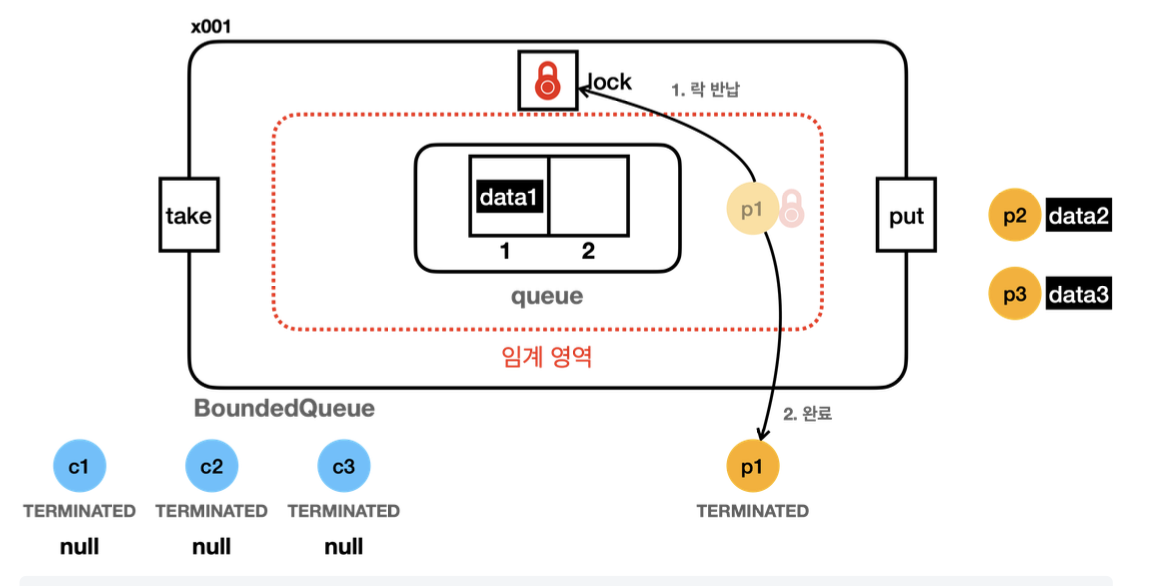 x001
lock
1. 락 반납
take
data1
p1
put
p2
data2
1
2
queue
p3
data3
임계 영역
BoundedQueue
2. 완료
c1
c2
c3
p1
TERMINATED
TERMINATED
TERMINATED
TERMINATED
null
null
null